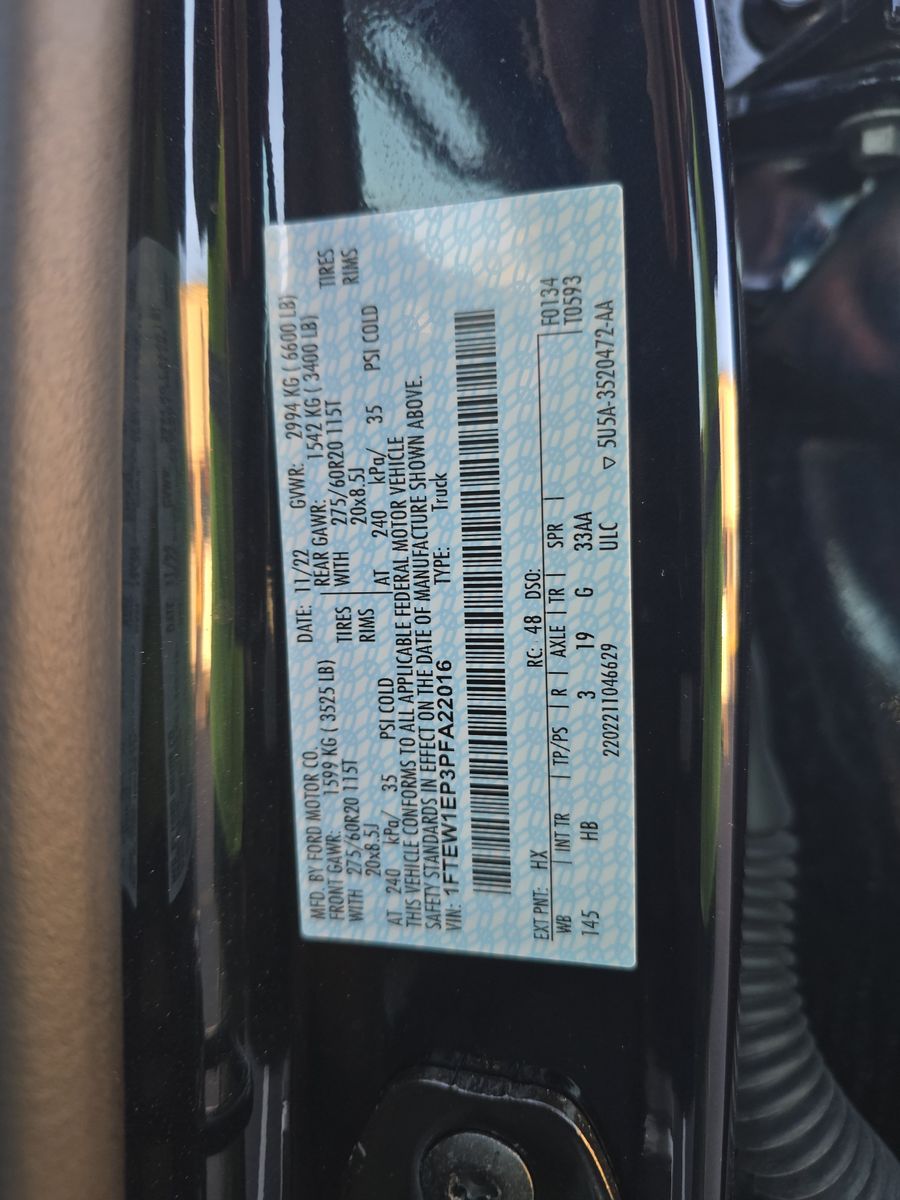 MFD. BY FORD MOTOR CO. DATE: 11/22 GVWR: 2994 KG ( 6600 LB)
FRONT GAWR: 1599 KG ( 3525 LB) REAR GAWR: 1542 KG ( 3400 LB)
WITH 275/60R20 115T TIRES WITH 275/60R20 115T TIRES
20x8.5J RIMS 20x8.5J RIMS
AT 240 kPa/ 35 PSI COLD AT 240 kPa/ 35 PSI COLD
THIS VEHICLE CONFORMS TO ALL APPLICABLE FEDERAL MOTOR VEHICLE
SAFETY STANDARDS IN EFFECT ON THE DATE OF MANUFACTURE SHOWN ABOVE.
VIN: 1FTEW1EP3PFA22016 TYPE: Truck
EXT PNT: HX RC: 48 DSO: F0134
WB | INT TR | TP/PS | R | AXLE | TR | SPR | T0593
145 HB 3 19 G 33AA
2202211046629 ULC ▽ 5U5A-3520472-AA